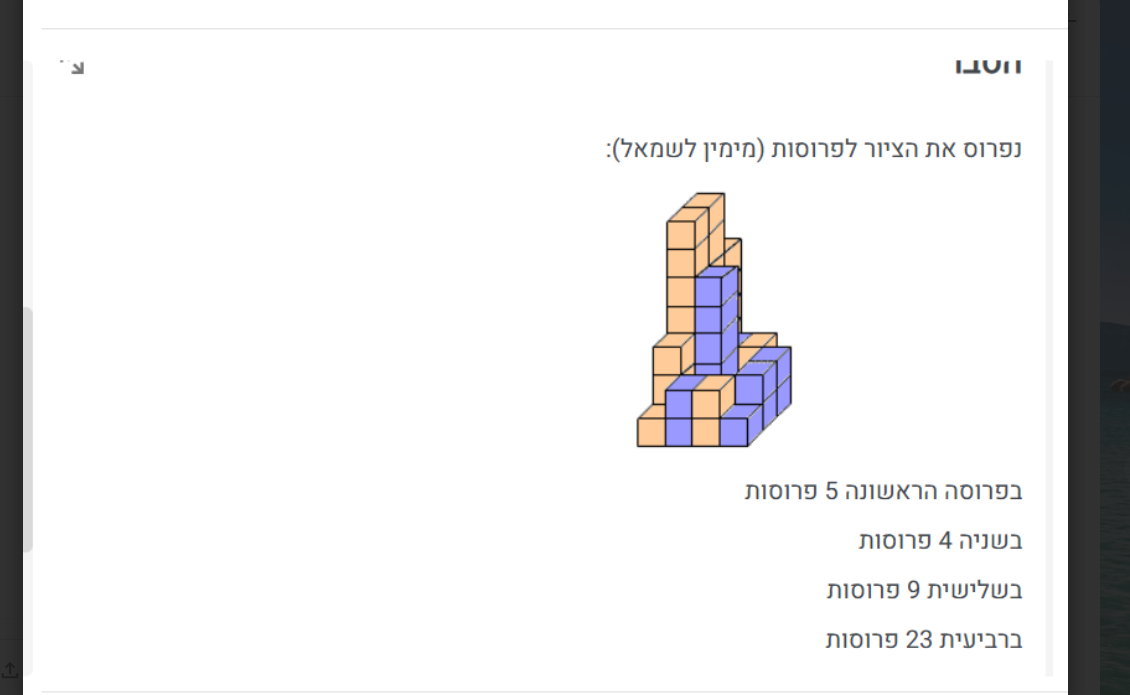 נפרוס את הציור לפרוסות (מימין לשמאל):
בפרוסה הראשונה 5 פרוסות
בשניה 4 פרוסות
בשלישית 9 פרוסות
ברביעית 23 פרוסות